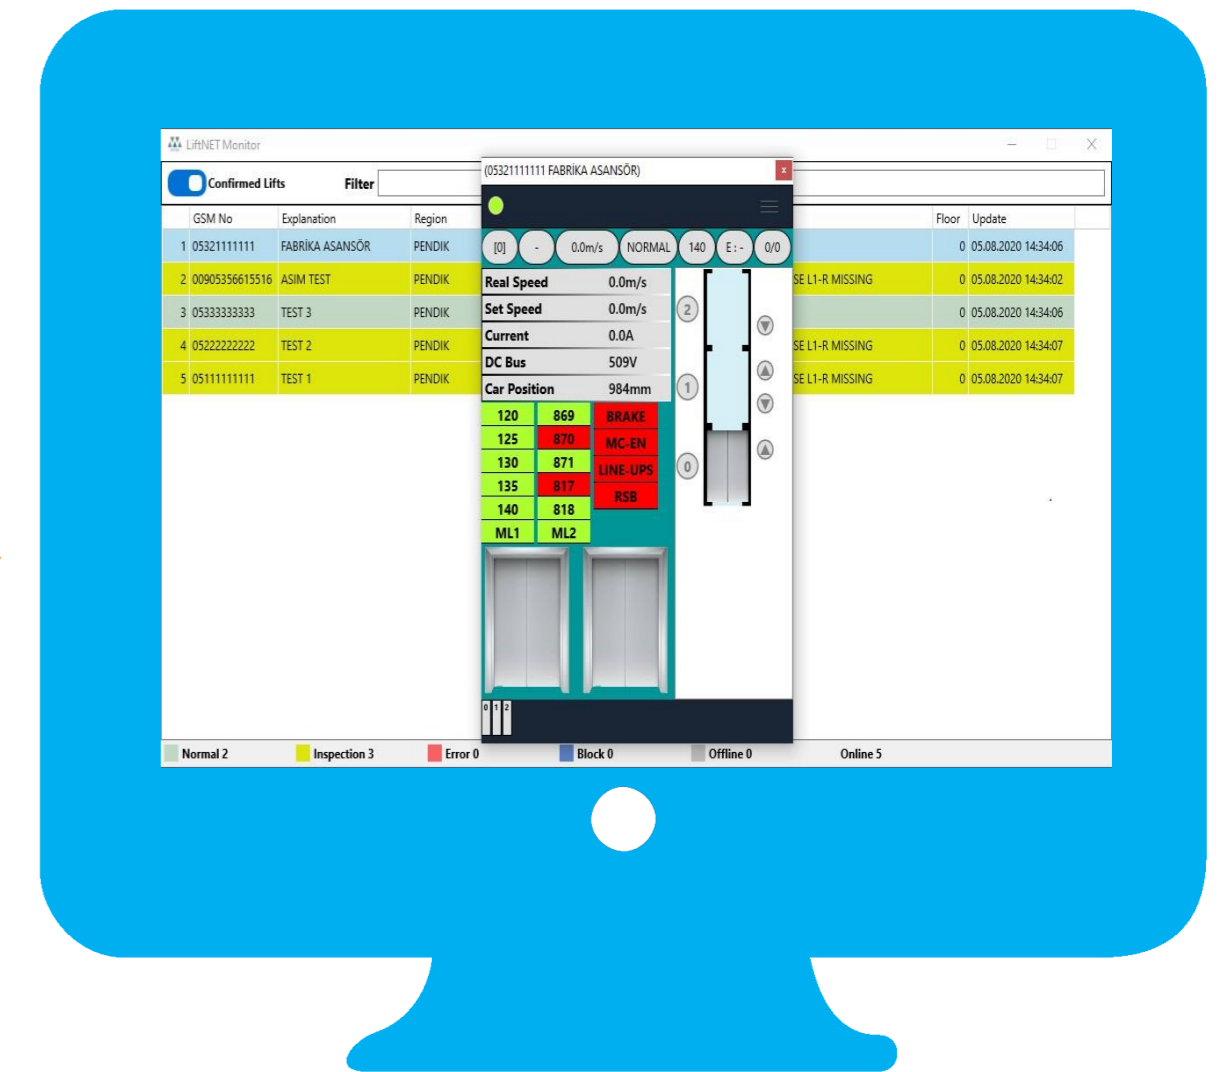 LiftNET Monitor
Confirmed Lifts Filter
GSM No Explanation Region Floor Update
1 05321111111 FABRİKA ASANSÖR PENDIK 0 05.08.2020 14:34:06
2 00905356615516 ASIM TEST PENDIK SE L1-R MISSING 0 05.08.2020 14:34:02
3 05333333333 TEST 3 PENDIK 0 05.08.2020 14:34:06
4 05222222222 TEST 2 PENDIK SE L1-R MISSING 0 05.08.2020 14:34:07
5 05111111111 TEST 1 PENDIK SE L1-R MISSING 0 05.08.2020 14:34:07
(05321111111 FABRİKA ASANSÖR) x
[0] - 0.0m/s NORMAL 140 E : - 0/0
Real Speed 0.0m/s
Set Speed 0.0m/s
Current 0.0A
DC Bus 509V
Car Position 984mm
120 869 BRAKE
125 870 MC-EN
130 871 LINE-UPS
135 817 RSB
140 818
ML1 ML2
2
1
0
0 1 2
Normal 2 Inspection 3 Error 0 Block 0 Offline 0 Online 5